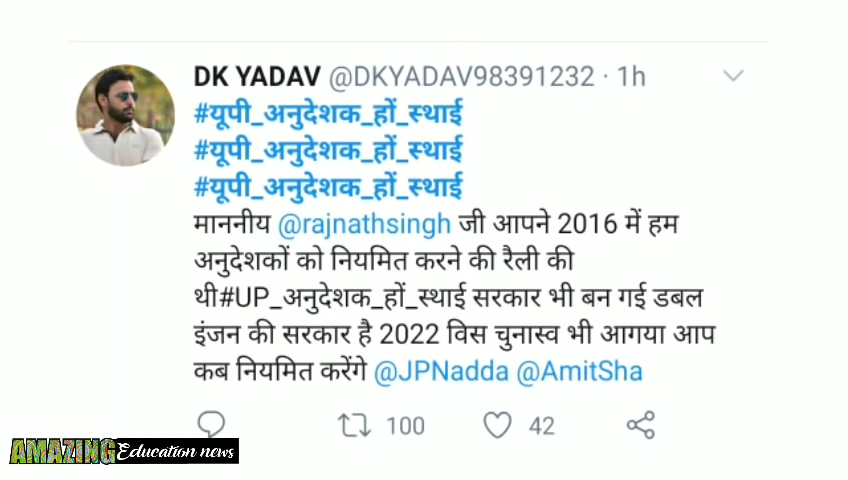 DK YADAV @DKYADAV98391232 · 1h
#यूपी_अनुदेशक_हों_स्थाई
#यूपी_अनुदेशक_हों_स्थाई
#यूपी_अनुदेशक_हों_स्थाई
माननीय @rajnathsingh जी आपने 2016 में हम
अनुदेशकों को नियमित करने की रैली की
थी#UP_अनुदेशक_हों_स्थाई सरकार भी बन गई डबल
इंजन की सरकार है 2022 विस चुनास्व भी आगया आप
कब नियमित करेंगे @JPNadda @AmitSha
100 42
AMAZING Education news